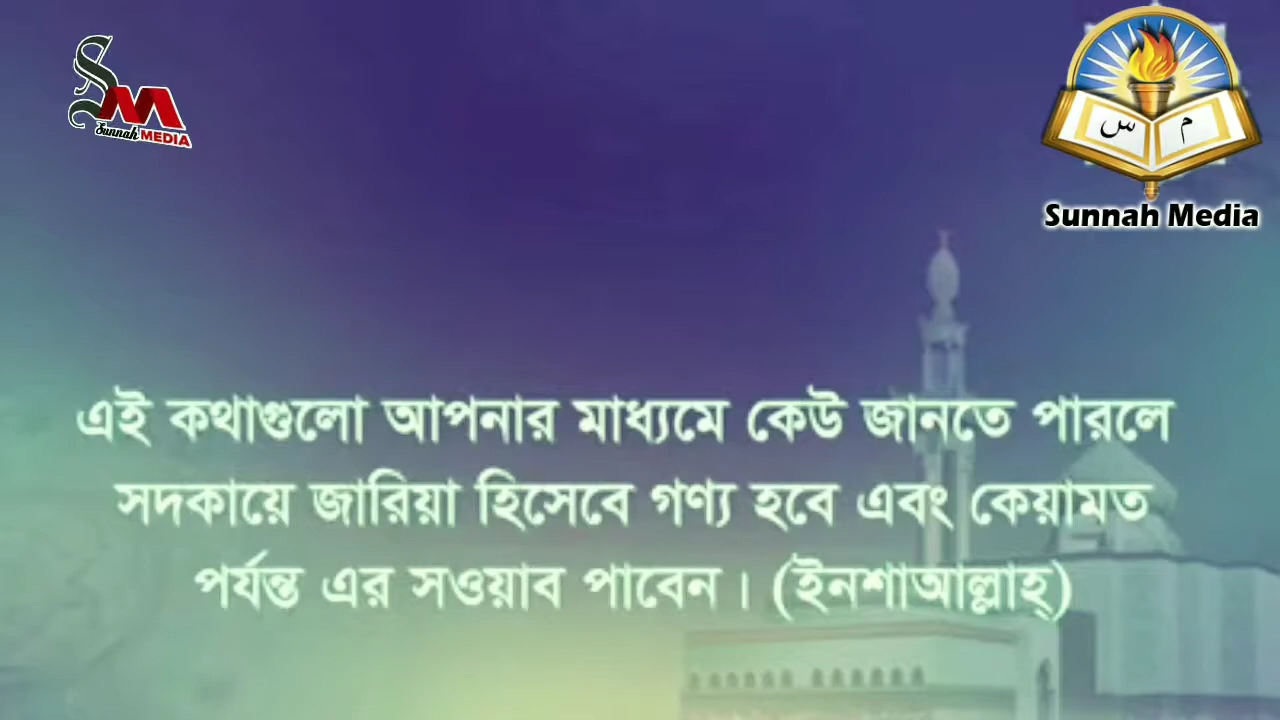 SM
Sunnah MEDIA
س م
Sunnah Media
এই কথাগুলো আপনার মাধ্যমে কেউ জানতে পারলে
সদকায়ে জারিয়া হিসেবে গণ্য হবে এবং কেয়ামত
পর্যন্ত এর সওয়াব পাবেন। (ইনশাআল্লাহ্)